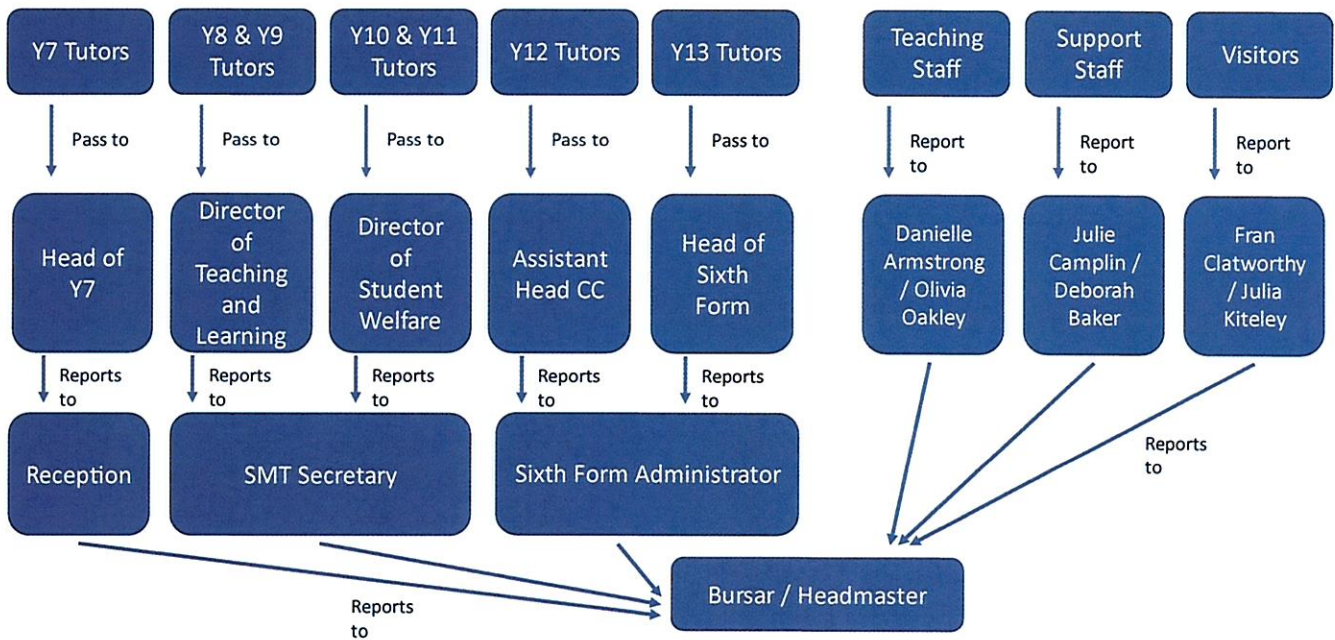 Y7 Tutors
Y8 & Y9
Tutors
Y10 & Y11
Tutors
Y12 Tutors
Y13 Tutors
Teaching
Staff
Support
Staff
Visitors
Pass to
Pass to
Pass to
Pass to
Pass to
Report
to
Report
to
Report
to
Head of
Y7
Director
of
Teaching
and
Learning
Director
of
Student
Welfare
Assistant
Head CC
Head of
Sixth
Form
Danielle
Armstrong
/ Olivia
Oakley
Julie
Camplin /
Deborah
Baker
Fran
Clatworthy
/ Julia
Kiteley
Reports
to
Reports
to
Reports
to
Reports
to
Reports
to
Reception
SMT Secretary
Sixth Form Administrator
Reports
to
Bursar / Headmaster
Reports
to